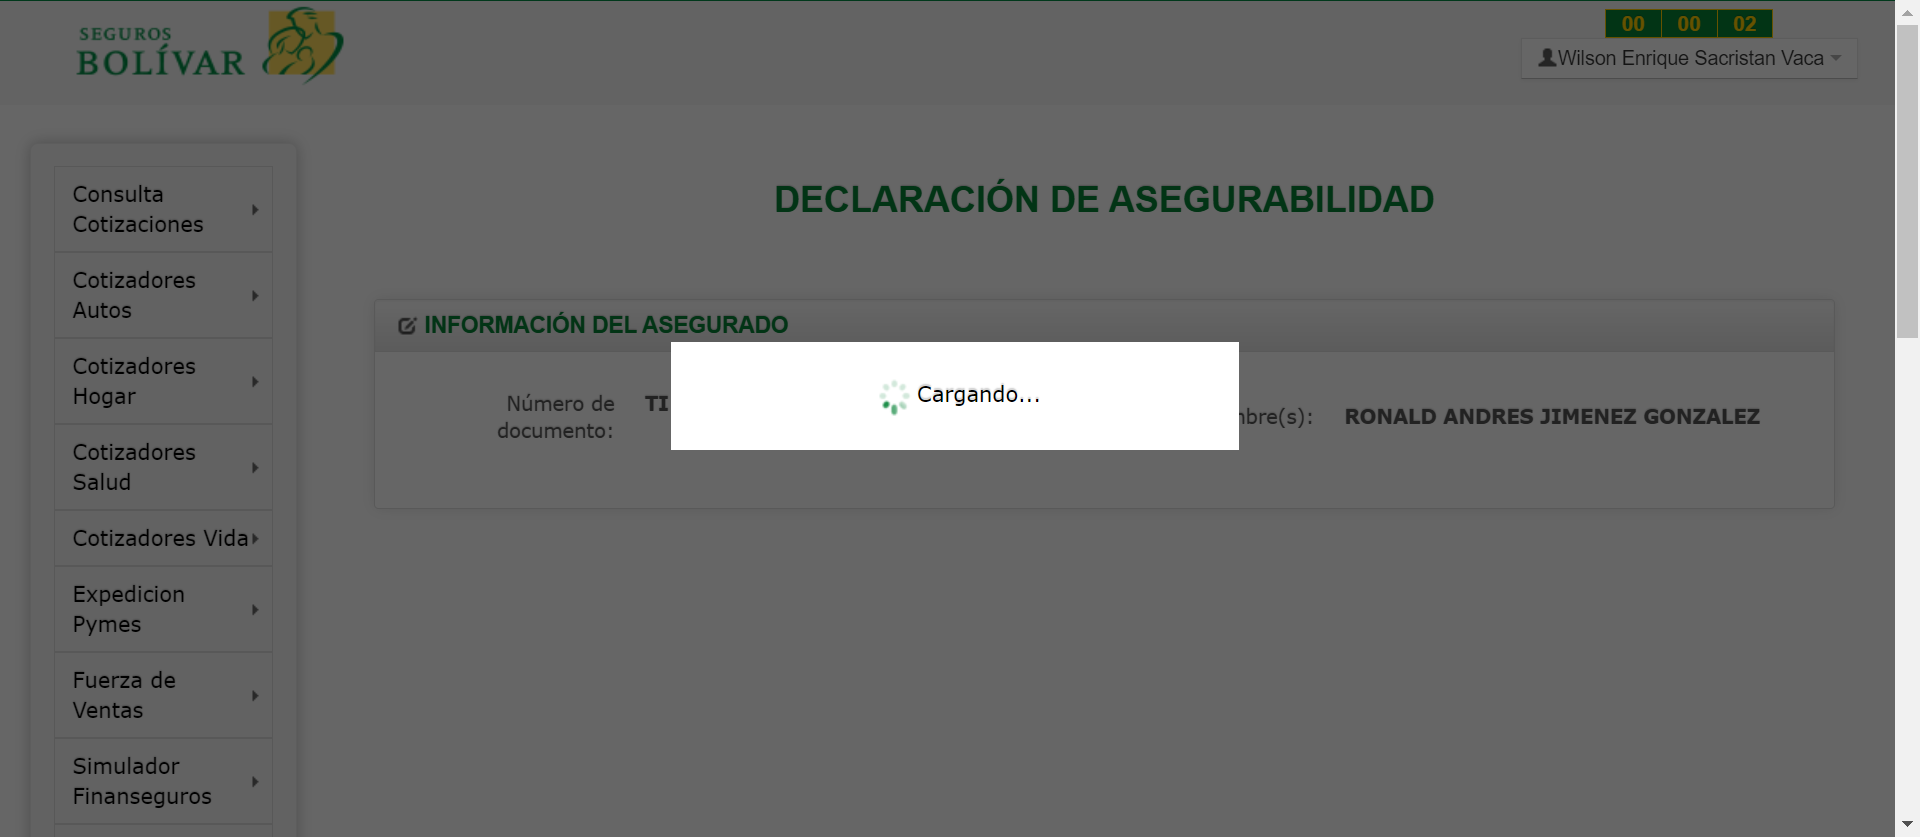 SEGUROS
BOLÍVAR
00 00 02
Wilson Enrique Sacristan Vaca
Consulta
Cotizaciones
Cotizadores
Autos
Cotizadores
Hogar
Cotizadores
Salud
Cotizadores Vida
Expedicion
Pymes
Fuerza de
Ventas
Simulador
Finanseguros
DECLARACIÓN DE ASEGURABILIDAD
INFORMACIÓN DEL ASEGURADO
Número de
documento:
TI
Cargando...
mbre(s):
RONALD ANDRES JIMENEZ GONZALEZ